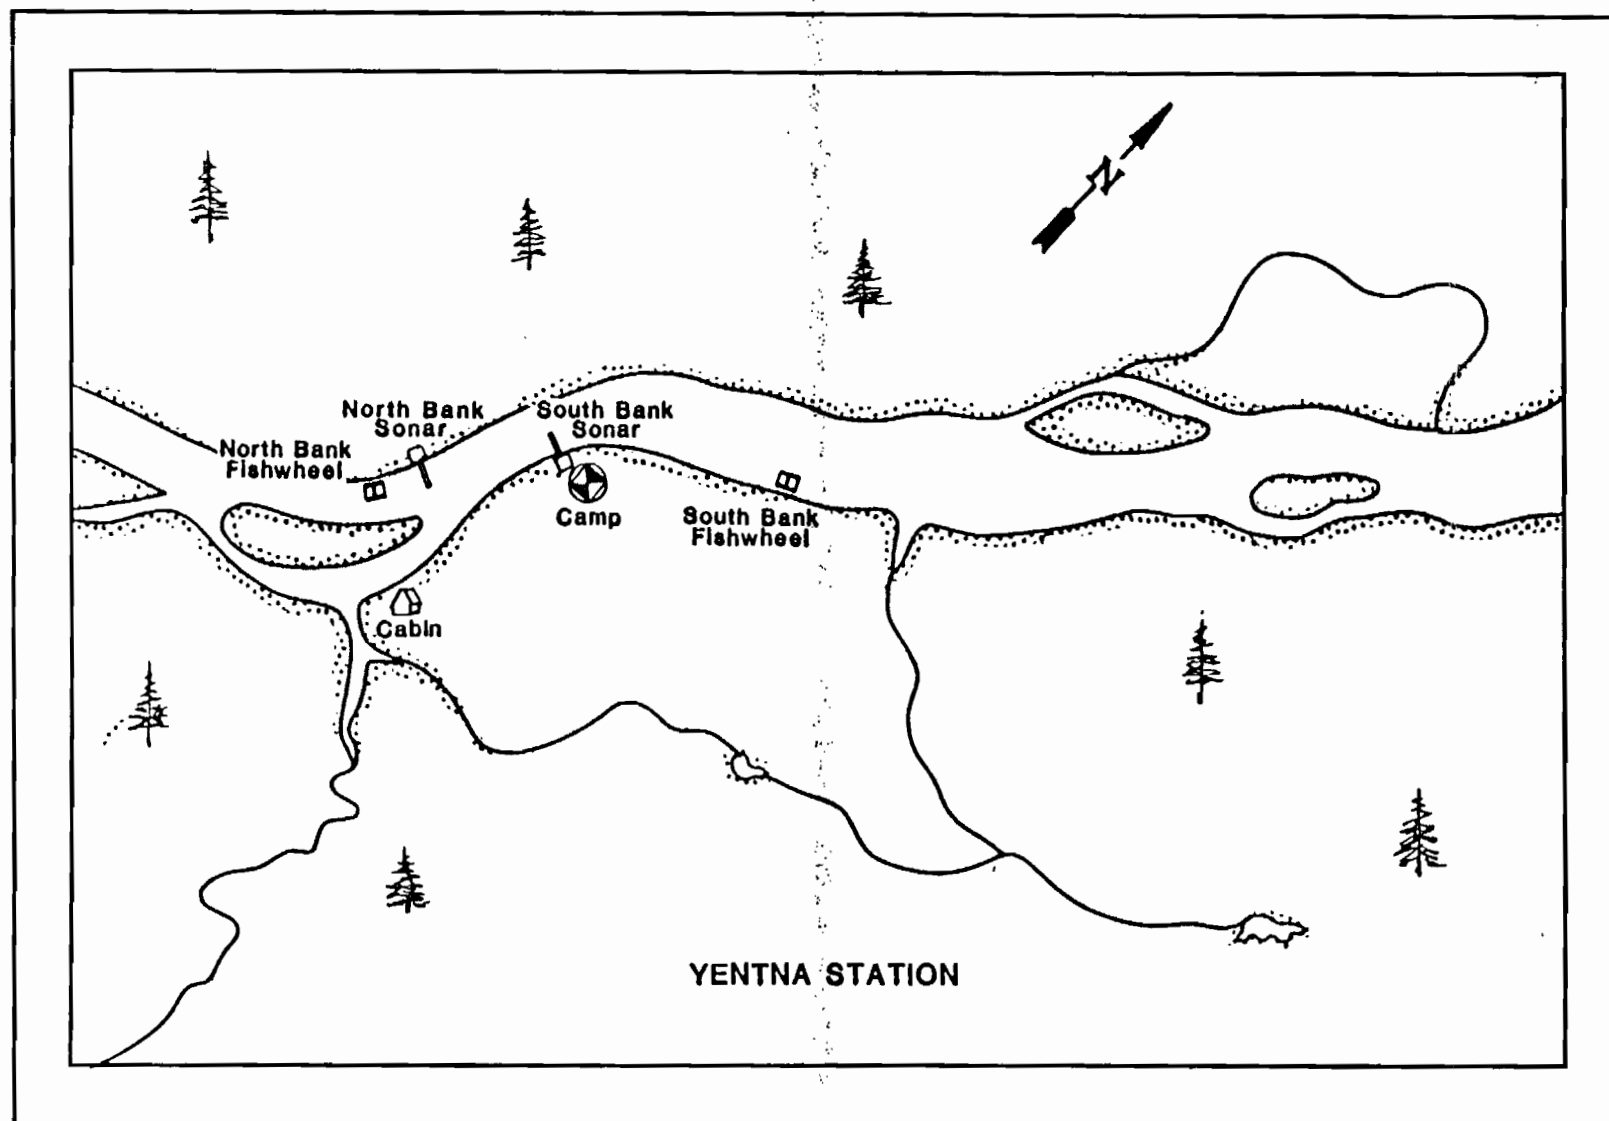 N
North Bank
Sonar
South Bank
Sonar
North Bank
Fishwheel
Camp
South Bank
Fishwheel
Cabin
YENTNA STATION